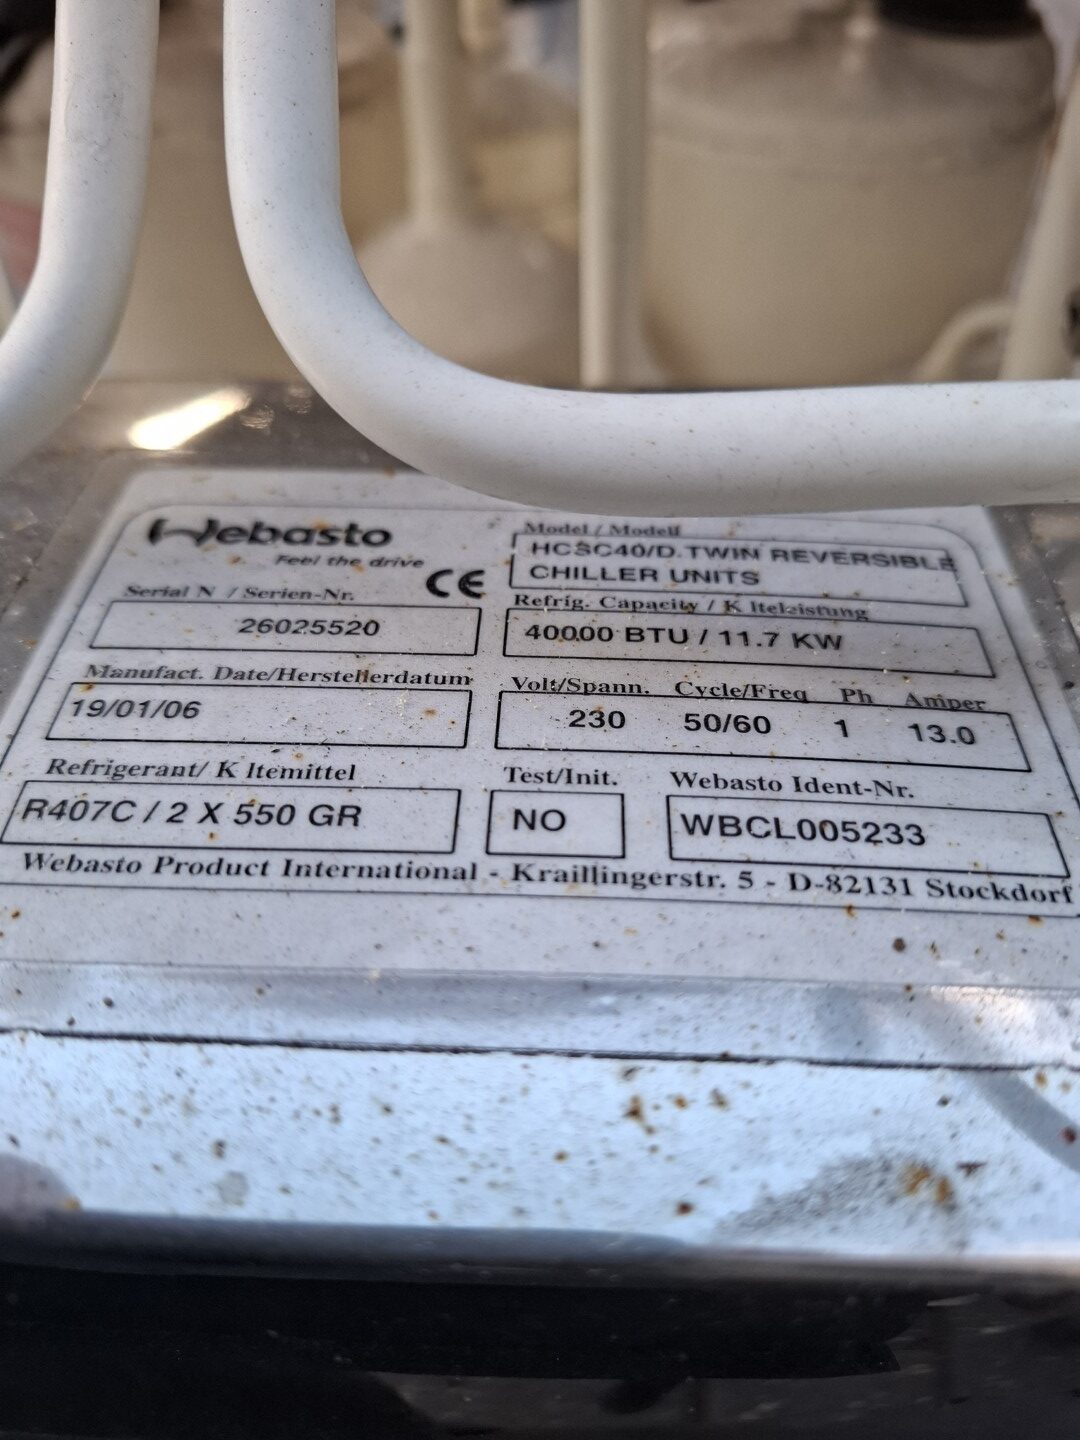 Webasto
Feel the drive
CE
Model / Modell
HCSC40/D.TWIN REVERSIBLE
CHILLER UNITS
Serial N / Serien-Nr.
26025520
Refrig. Capacity / K lteleistung
40000 BTU / 11.7 KW
Manufact. Date/Herstellerdatum
19/01/06
Volt/Spann. Cycle/Freq Ph Amper
230 50/60 1 13.0
Refrigerant/ K ltemittel
R407C / 2 X 550 GR
Test/Init.
NO
Webasto Ident-Nr.
WBCL005233
Webasto Product International - Kraillingerstr. 5 - D-82131 Stockdorf